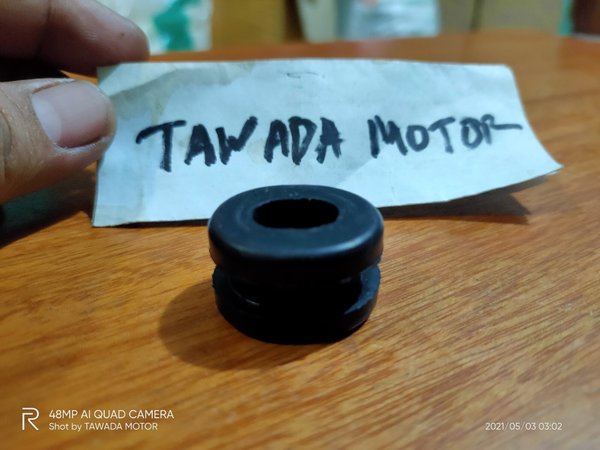 TAWADA MOTOR
48MP AI QUAD CAMERA
Shot by TAWADA MOTOR
2021/05/03 03:02